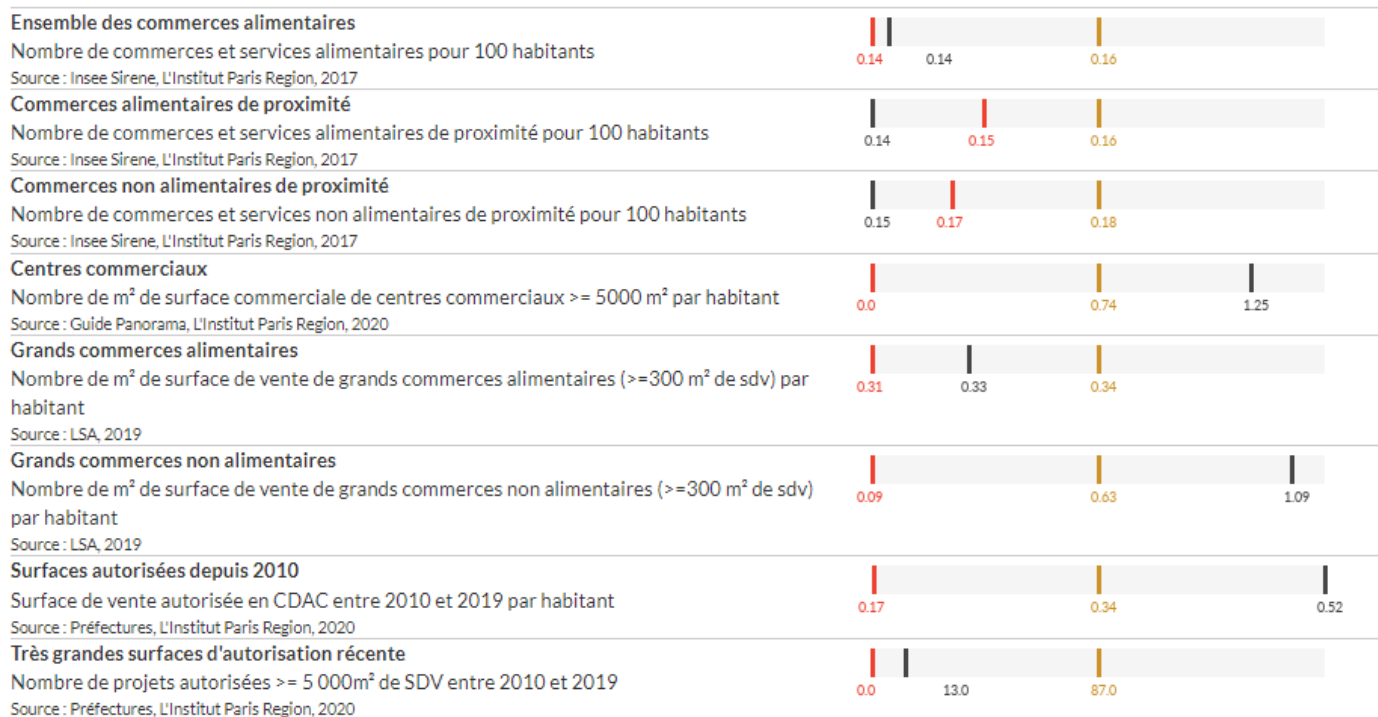 Ensemble des commerces alimentaires
Nombre de commerces et services alimentaires pour 100 habitants
Source : Insee Sirene, L'Institut Paris Region, 2017
0.14 0.14 0.16
Commerces alimentaires de proximité
Nombre de commerces et services alimentaires de proximité pour 100 habitants
Source : Insee Sirene, L'Institut Paris Region, 2017
0.14 0.15 0.16
Commerces non alimentaires de proximité
Nombre de commerces et services non alimentaires de proximité pour 100 habitants
Source : Insee Sirene, L'Institut Paris Region, 2017
0.15 0.17 0.18
Centres commerciaux
Nombre de m² de surface commerciale de centres commerciaux >= 5000 m² par habitant
Source : Guide Panorama, L'Institut Paris Region, 2020
0.0 0.74 1.25
Grands commerces alimentaires
Nombre de m² de surface de vente de grands commerces alimentaires (>=300 m² de sdv) par
habitant
Source : LSA, 2019
0.31 0.33 0.34
Grands commerces non alimentaires
Nombre de m² de surface de vente de grands commerces non alimentaires (>=300 m² de sdv)
par habitant
Source : LSA, 2019
0.09 0.63 1.09
Surfaces autorisées depuis 2010
Surface de vente autorisée en CDAC entre 2010 et 2019 par habitant
Source : Préfectures, L'Institut Paris Region, 2020
0.17 0.34 0.52
Très grandes surfaces d'autorisation récente
Nombre de projets autorisées >= 5 000m² de SDV entre 2010 et 2019
Source : Préfectures, L'Institut Paris Region, 2020
0.0 13.0 87.0